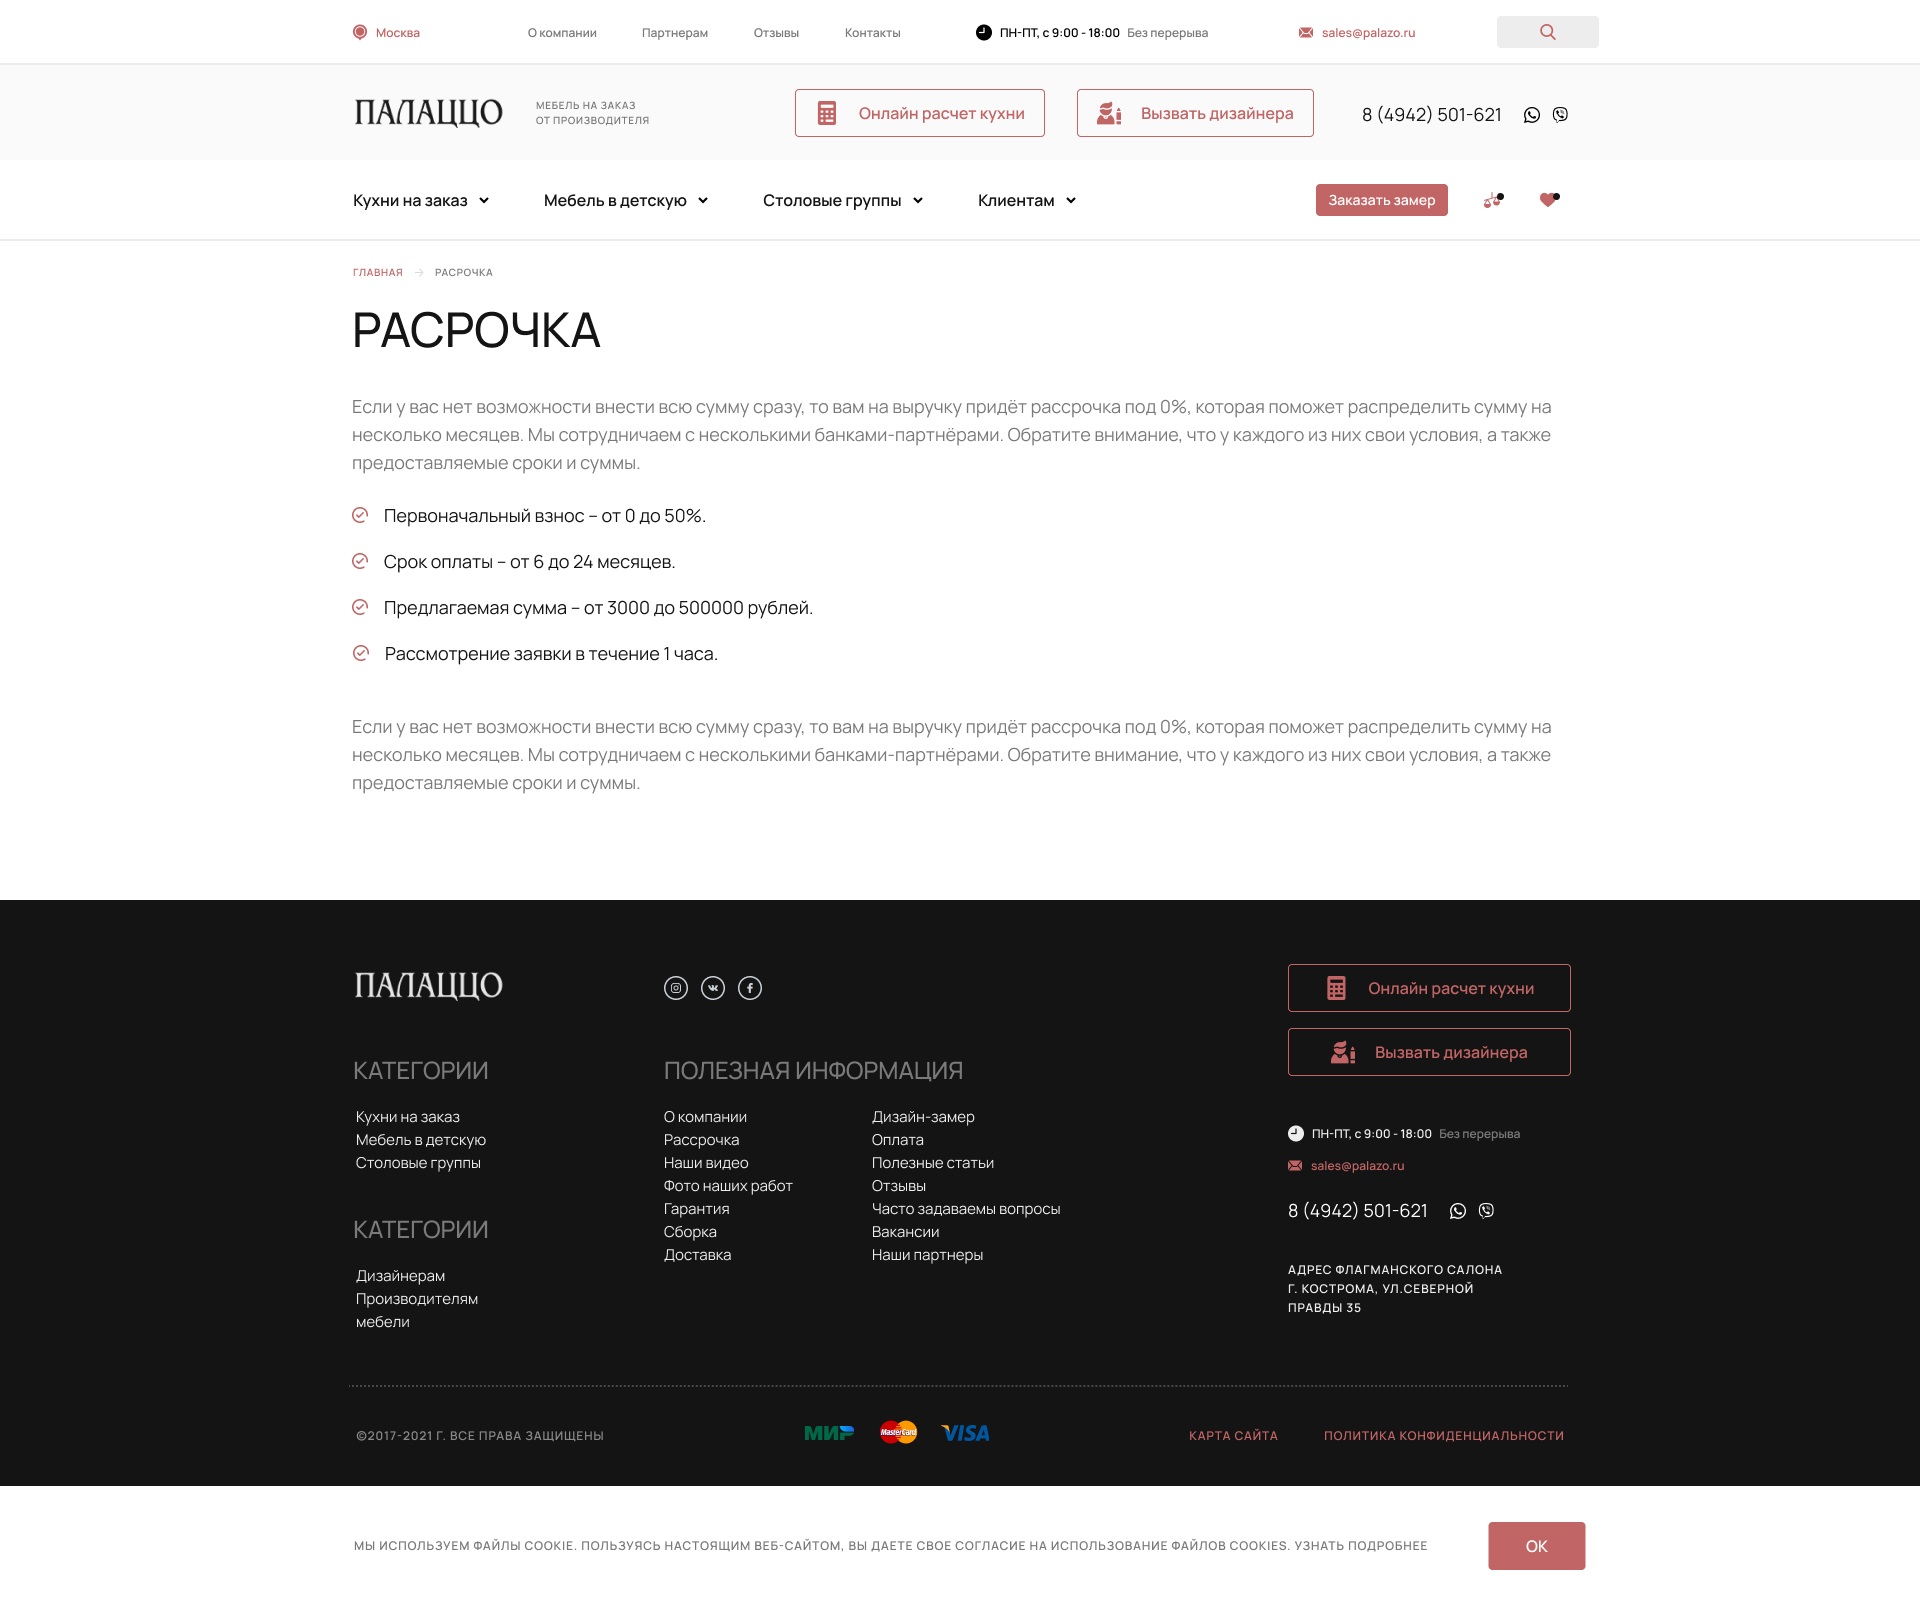 Москва
О компании
Партнерам
Отзывы
Контакты
ПН-ПТ, с 9:00 - 18:00 Без перерыва
sales@palazo.ru
ПАЛАЦЦО
МЕБЕЛЬ НА ЗАКАЗ
ОТ ПРОИЗВОДИТЕЛЯ
Онлайн расчет кухни
Вызвать дизайнера
8 (4942) 501-621
Кухни на заказ
Мебель в детскую
Столовые группы
Клиентам
Заказать замер
ГЛАВНАЯ
РАСРОЧКА
РАСРОЧКА
Если у вас нет возможности внести всю сумму сразу, то вам на выручку придёт рассрочка под 0%, которая поможет распределить сумму на
несколько месяцев. Мы сотрудничаем с несколькими банками-партнёрами. Обратите внимание, что у каждого из них свои условия, а также
предоставляемые сроки и суммы.
Первоначальный взнос – от 0 до 50%.
Срок оплаты – от 6 до 24 месяцев.
Предлагаемая сумма – от 3000 до 500000 рублей.
Рассмотрение заявки в течение 1 часа.
Если у вас нет возможности внести всю сумму сразу, то вам на выручку придёт рассрочка под 0%, которая поможет распределить сумму на
несколько месяцев. Мы сотрудничаем с несколькими банками-партнёрами. Обратите внимание, что у каждого из них свои условия, а также
предоставляемые сроки и суммы.
ПАЛАЦЦО
КАТЕГОРИИ
Кухни на заказ
Мебель в детскую
Столовые группы
КАТЕГОРИИ
Дизайнерам
Производителям
мебели
ПОЛЕЗНАЯ ИНФОРМАЦИЯ
О компании
Рассрочка
Наши видео
Фото наших работ
Гарантия
Сборка
Доставка
Дизайн-замер
Оплата
Полезные статьи
Отзывы
Часто задаваемы вопросы
Вакансии
Наши партнеры
Онлайн расчет кухни
Вызвать дизайнера
ПН-ПТ, с 9:00 - 18:00 Без перерыва
sales@palazo.ru
8 (4942) 501-621
АДРЕС ФЛАГМАНСКОГО САЛОНА
Г. КОСТРОМА, УЛ.СЕВЕРНОЙ
ПРАВДЫ 35
©2017-2021 Г. ВСЕ ПРАВА ЗАЩИЩЕНЫ
МИР
MasterCard
VISA
КАРТА САЙТА
ПОЛИТИКА КОНФИДЕНЦИАЛЬНОСТИ
МЫ ИСПОЛЬЗУЕМ ФАЙЛЫ COOKIE. ПОЛЬЗУЯСЬ НАСТОЯЩИМ ВЕБ-САЙТОМ, ВЫ ДАЕТЕ СВОЕ СОГЛАСИЕ НА ИСПОЛЬЗОВАНИЕ ФАЙЛОВ COOKIES. УЗНАТЬ ПОДРОБНЕЕ
ОК